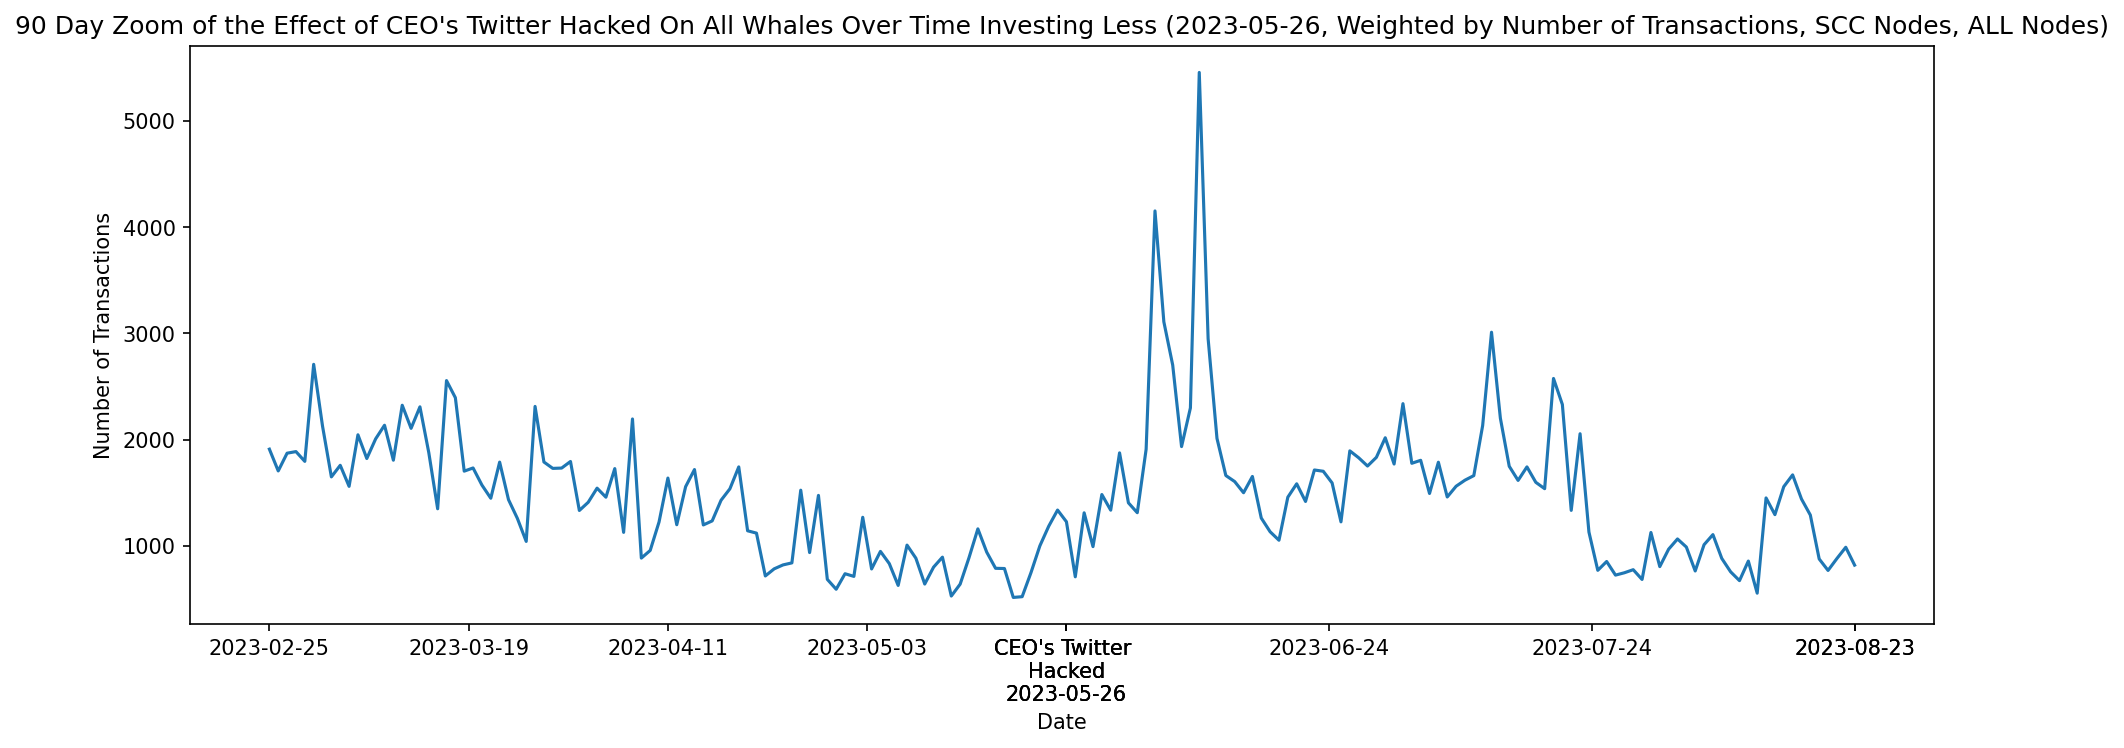 90 Day Zoom of the Effect of CEO's Twitter Hacked On All Whales Over Time Investing Less (2023-05-26, Weighted by Number of Transactions, SCC Nodes, ALL Nodes)
Number of Transactions
5000
4000
3000
2000
1000
2023-02-25
2023-03-19
2023-04-11
2023-05-03
CEO's Twitter
Hacked
2023-05-26
2023-06-24
2023-07-24
2023-08-23
Date